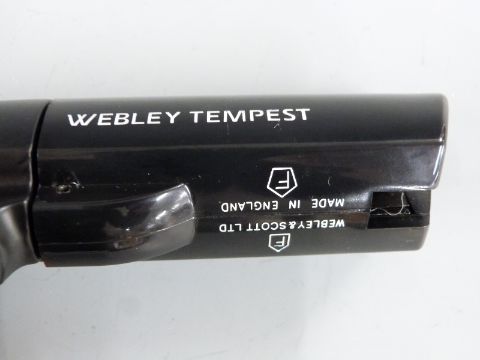 WEBLEY TEMPEST
F
MADE IN ENGLAND
WEBLEY&SCOTT LTD
F